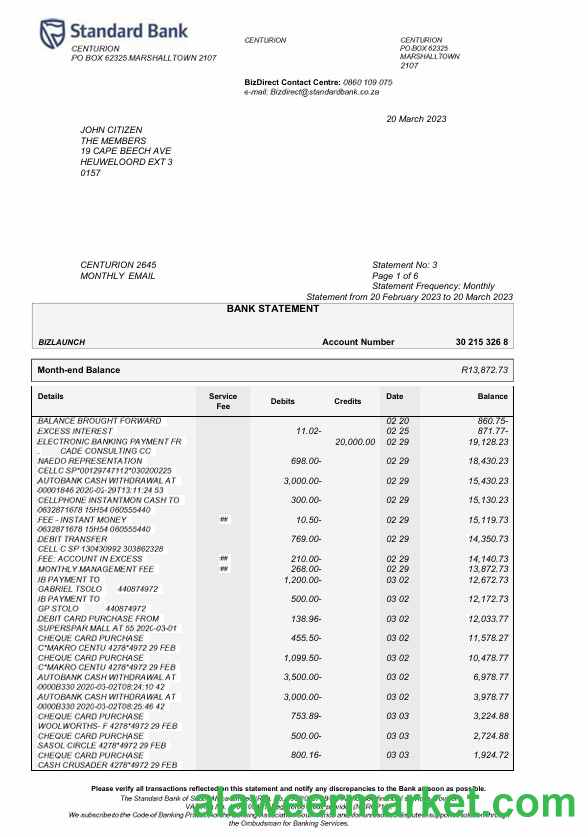 Standard Bank
CENTURION
PO BOX 62325 MARSHALLTOWN 2107
CENTURION
CENTURION
PO BOX 62325
MARSHALLTOWN
2107
BizDirect Contact Centre: 0860 109 075
e-mail: Bizdirect@standardbank.co.za
20 March 2023
JOHN CITIZEN
THE MEMBERS
19 CAPE BEECH AVE
HEUWELOORD EXT 3
0157
CENTURION 2645
MONTHLY EMAIL
Statement No: 3
Page 1 of 6
Statement Frequency: Monthly
Statement from 20 February 2023 to 20 March 2023
BANK STATEMENT
BIZLAUNCH Account Number 30 215 326 8
Month-end Balance R13,872.73
Details Service Fee Debits Credits Date Balance
BALANCE BROUGHT FORWARD 02 20 860.75-
EXCESS INTEREST 11.02- 02 25 871.77-
ELECTRONIC BANKING PAYMENT FR 20,000.00 02 29 19,128.23
. CADE CONSULTING CC
NAEDO REPRESENTATION 698.00- 02 29 18,430.23
CELLC SP*00129747112*030200225
AUTOBANK CASH WITHDRAWAL AT 3,000.00- 02 29 15,430.23
00001846 2020-02-29T13:11:24 53
CELLPHONE INSTANTMON CASH TO 300.00- 02 29 15,130.23
0632871678 15H54 060555440
FEE - INSTANT MONEY ## 10.50- 02 29 15,119.73
0632871678 15H54 060555440
DEBIT TRANSFER 769.00- 02 29 14,350.73
CELL C SP 130430992 303862328
FEE: ACCOUNT IN EXCESS ## 210.00- 02 29 14,140.73
MONTHLY MANAGEMENT FEE ## 268.00- 02 29 13,872.73
IB PAYMENT TO 1,200.00- 03 02 12,672.73
GABRIEL TSOLO 440874972
IB PAYMENT TO 500.00- 03 02 12,172.73
GP STOLO 440874972
DEBIT CARD PURCHASE FROM 138.96- 03 02 12,033.77
SUPERSPAR MALL AT 55 2020-03-01
CHEQUE CARD PURCHASE 455.50- 03 02 11,578.27
C*MAKRO CENTU 4278*4972 29 FEB
CHEQUE CARD PURCHASE 1,099.50- 03 02 10,478.77
C*MAKRO CENTU 4278*4972 29 FEB
AUTOBANK CASH WITHDRAWAL AT 3,500.00- 03 02 6,978.77
0000B330 2020-03-02T08:24:10 42
AUTOBANK CASH WITHDRAWAL AT 3,000.00- 03 02 3,978.77
0000B330 2020-03-02T08:25:46 42
CHEQUE CARD PURCHASE 753.89- 03 03 3,224.88
WOOLWORTHS- F 4278*4972 29 FEB
CHEQUE CARD PURCHASE 500.00- 03 03 2,724.88
SASOL CIRCLE 4278*4972 29 FEB
CHEQUE CARD PURCHASE 800.16- 03 03 1,924.72
CASH CRUSADER 4278*4972 29 FEB
Please verify all transactions reflected on this statement and notify any discrepancies to the Bank as soon as possible.
The Standard Bank of
We subscribe to the Code of Banking
the Ombudsman for Banking Services.
alowcermarket.com